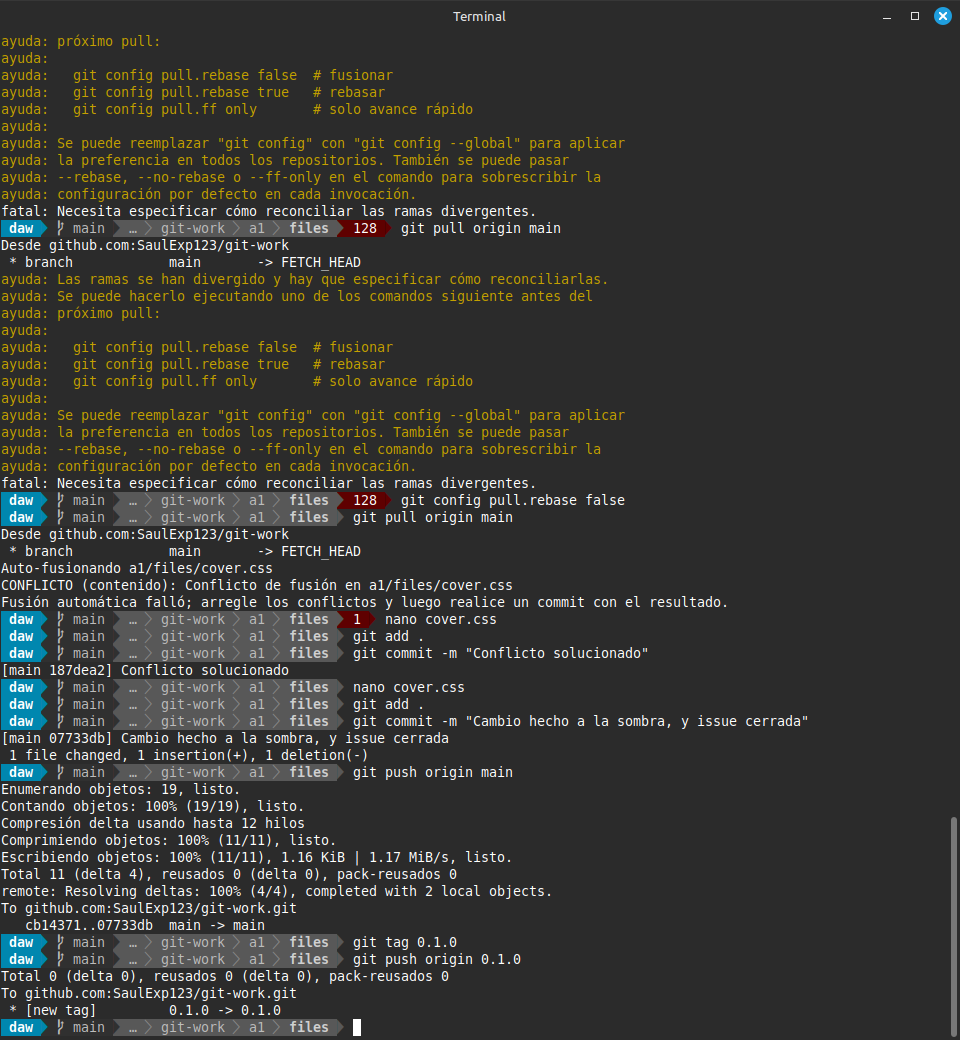 Terminal
ayuda: próximo pull:
ayuda:
ayuda:   git config pull.rebase false  # fusionar
ayuda:   git config pull.rebase true   # rebasar
ayuda:   git config pull.ff only       # solo avance rápido
ayuda:
ayuda: Se puede reemplazar "git config" con "git config --global" para aplicar
ayuda: la preferencia en todos los repositorios. También se puede pasar
ayuda: --rebase, --no-rebase o --ff-only en el comando para sobrescribir la
ayuda: configuración por defecto en cada invocación.
fatal: Necesita especificar cómo reconciliar las ramas divergentes.
daw main … git-work a1 files 128 git pull origin main
Desde github.com:SaulExp123/git-work
 * branch            main       -> FETCH_HEAD
ayuda: Las ramas se han divergido y hay que especificar cómo reconciliarlas.
ayuda: Se puede hacerlo ejecutando uno de los comandos siguiente antes del
ayuda: próximo pull:
ayuda:
ayuda:   git config pull.rebase false  # fusionar
ayuda:   git config pull.rebase true   # rebasar
ayuda:   git config pull.ff only       # solo avance rápido
ayuda:
ayuda: Se puede reemplazar "git config" con "git config --global" para aplicar
ayuda: la preferencia en todos los repositorios. También se puede pasar
ayuda: --rebase, --no-rebase o --ff-only en el comando para sobrescribir la
ayuda: configuración por defecto en cada invocación.
fatal: Necesita especificar cómo reconciliar las ramas divergentes.
daw main … git-work a1 files 128 git config pull.rebase false
daw main … git-work a1 files git pull origin main
Desde github.com:SaulExp123/git-work
 * branch            main       -> FETCH_HEAD
Auto-fusionando a1/files/cover.css
CONFLICTO (contenido): Conflicto de fusión en a1/files/cover.css
Fusión automática falló; arregle los conflictos y luego realice un commit con el resultado.
daw main … git-work a1 files 1 nano cover.css
daw main … git-work a1 files git add .
daw main … git-work a1 files git commit -m "Conflicto solucionado"
[main 187dea2] Conflicto solucionado
daw main … git-work a1 files nano cover.css
daw main … git-work a1 files git add .
daw main … git-work a1 files git commit -m "Cambio hecho a la sombra, y issue cerrada"
[main 07733db] Cambio hecho a la sombra, y issue cerrada
 1 file changed, 1 insertion(+), 1 deletion(-)
daw main … git-work a1 files git push origin main
Enumerando objetos: 19, listo.
Contando objetos: 100% (19/19), listo.
Compresión delta usando hasta 12 hilos
Comprimiendo objetos: 100% (11/11), listo.
Escribiendo objetos: 100% (11/11), 1.16 KiB | 1.17 MiB/s, listo.
Total 11 (delta 4), reusados 0 (delta 0), pack-reusados 0
remote: Resolving deltas: 100% (4/4), completed with 2 local objects.
To github.com:SaulExp123/git-work.git
   cb14371..07733db  main -> main
daw main … git-work a1 files git tag 0.1.0
daw main … git-work a1 files git push origin 0.1.0
Total 0 (delta 0), reusados 0 (delta 0), pack-reusados 0
To github.com:SaulExp123/git-work.git
 * [new tag]         0.1.0 -> 0.1.0
daw main … git-work a1 files